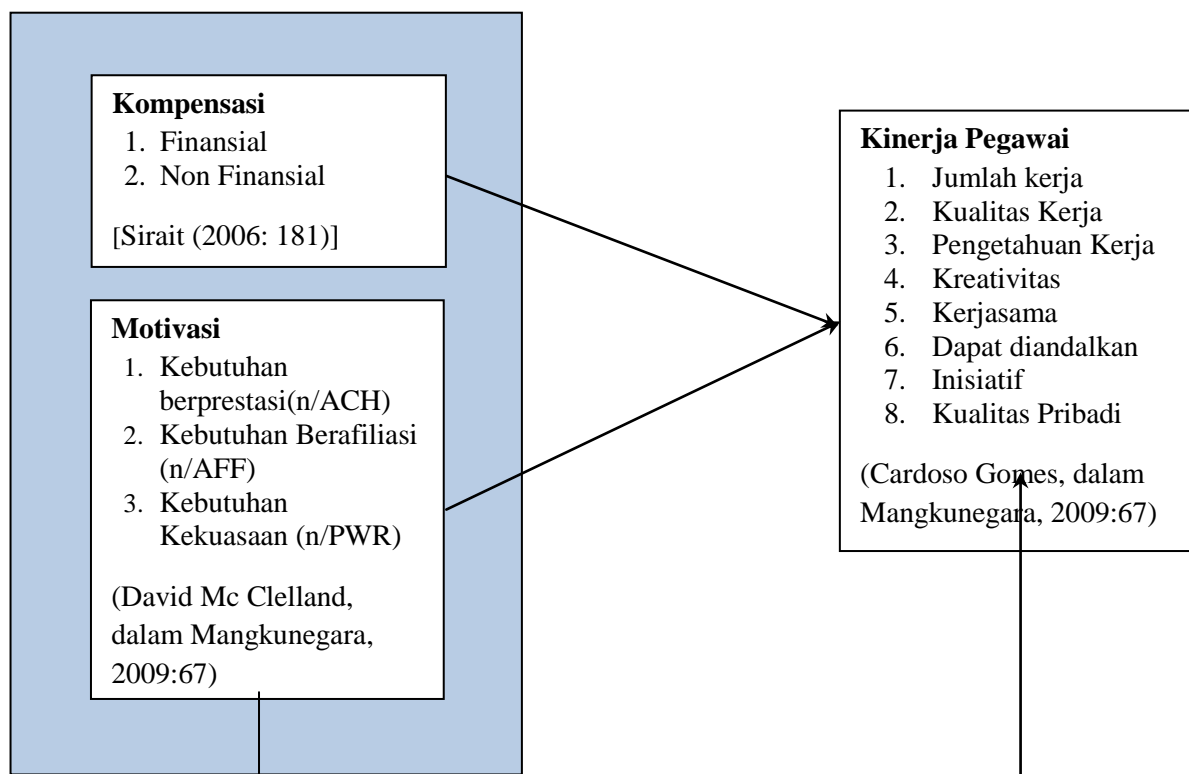 Kompensasi
1. Finansial
2. Non Finansial
[Sirait (2006: 181)]
Motivasi
1. Kebutuhan
berprestasi(n/ACH)
2. Kebutuhan Berafiliasi
(n/AFF)
3. Kebutuhan
Kekuasaan (n/PWR)
(David Mc Clelland,
dalam Mangkunegara,
2009:67)
Kinerja Pegawai
1. Jumlah kerja
2. Kualitas Kerja
3. Pengetahuan Kerja
4. Kreativitas
5. Kerjasama
6. Dapat diandalkan
7. Inisiatif
8. Kualitas Pribadi
(Cardoso Gomes, dalam
Mangkunegara, 2009:67)